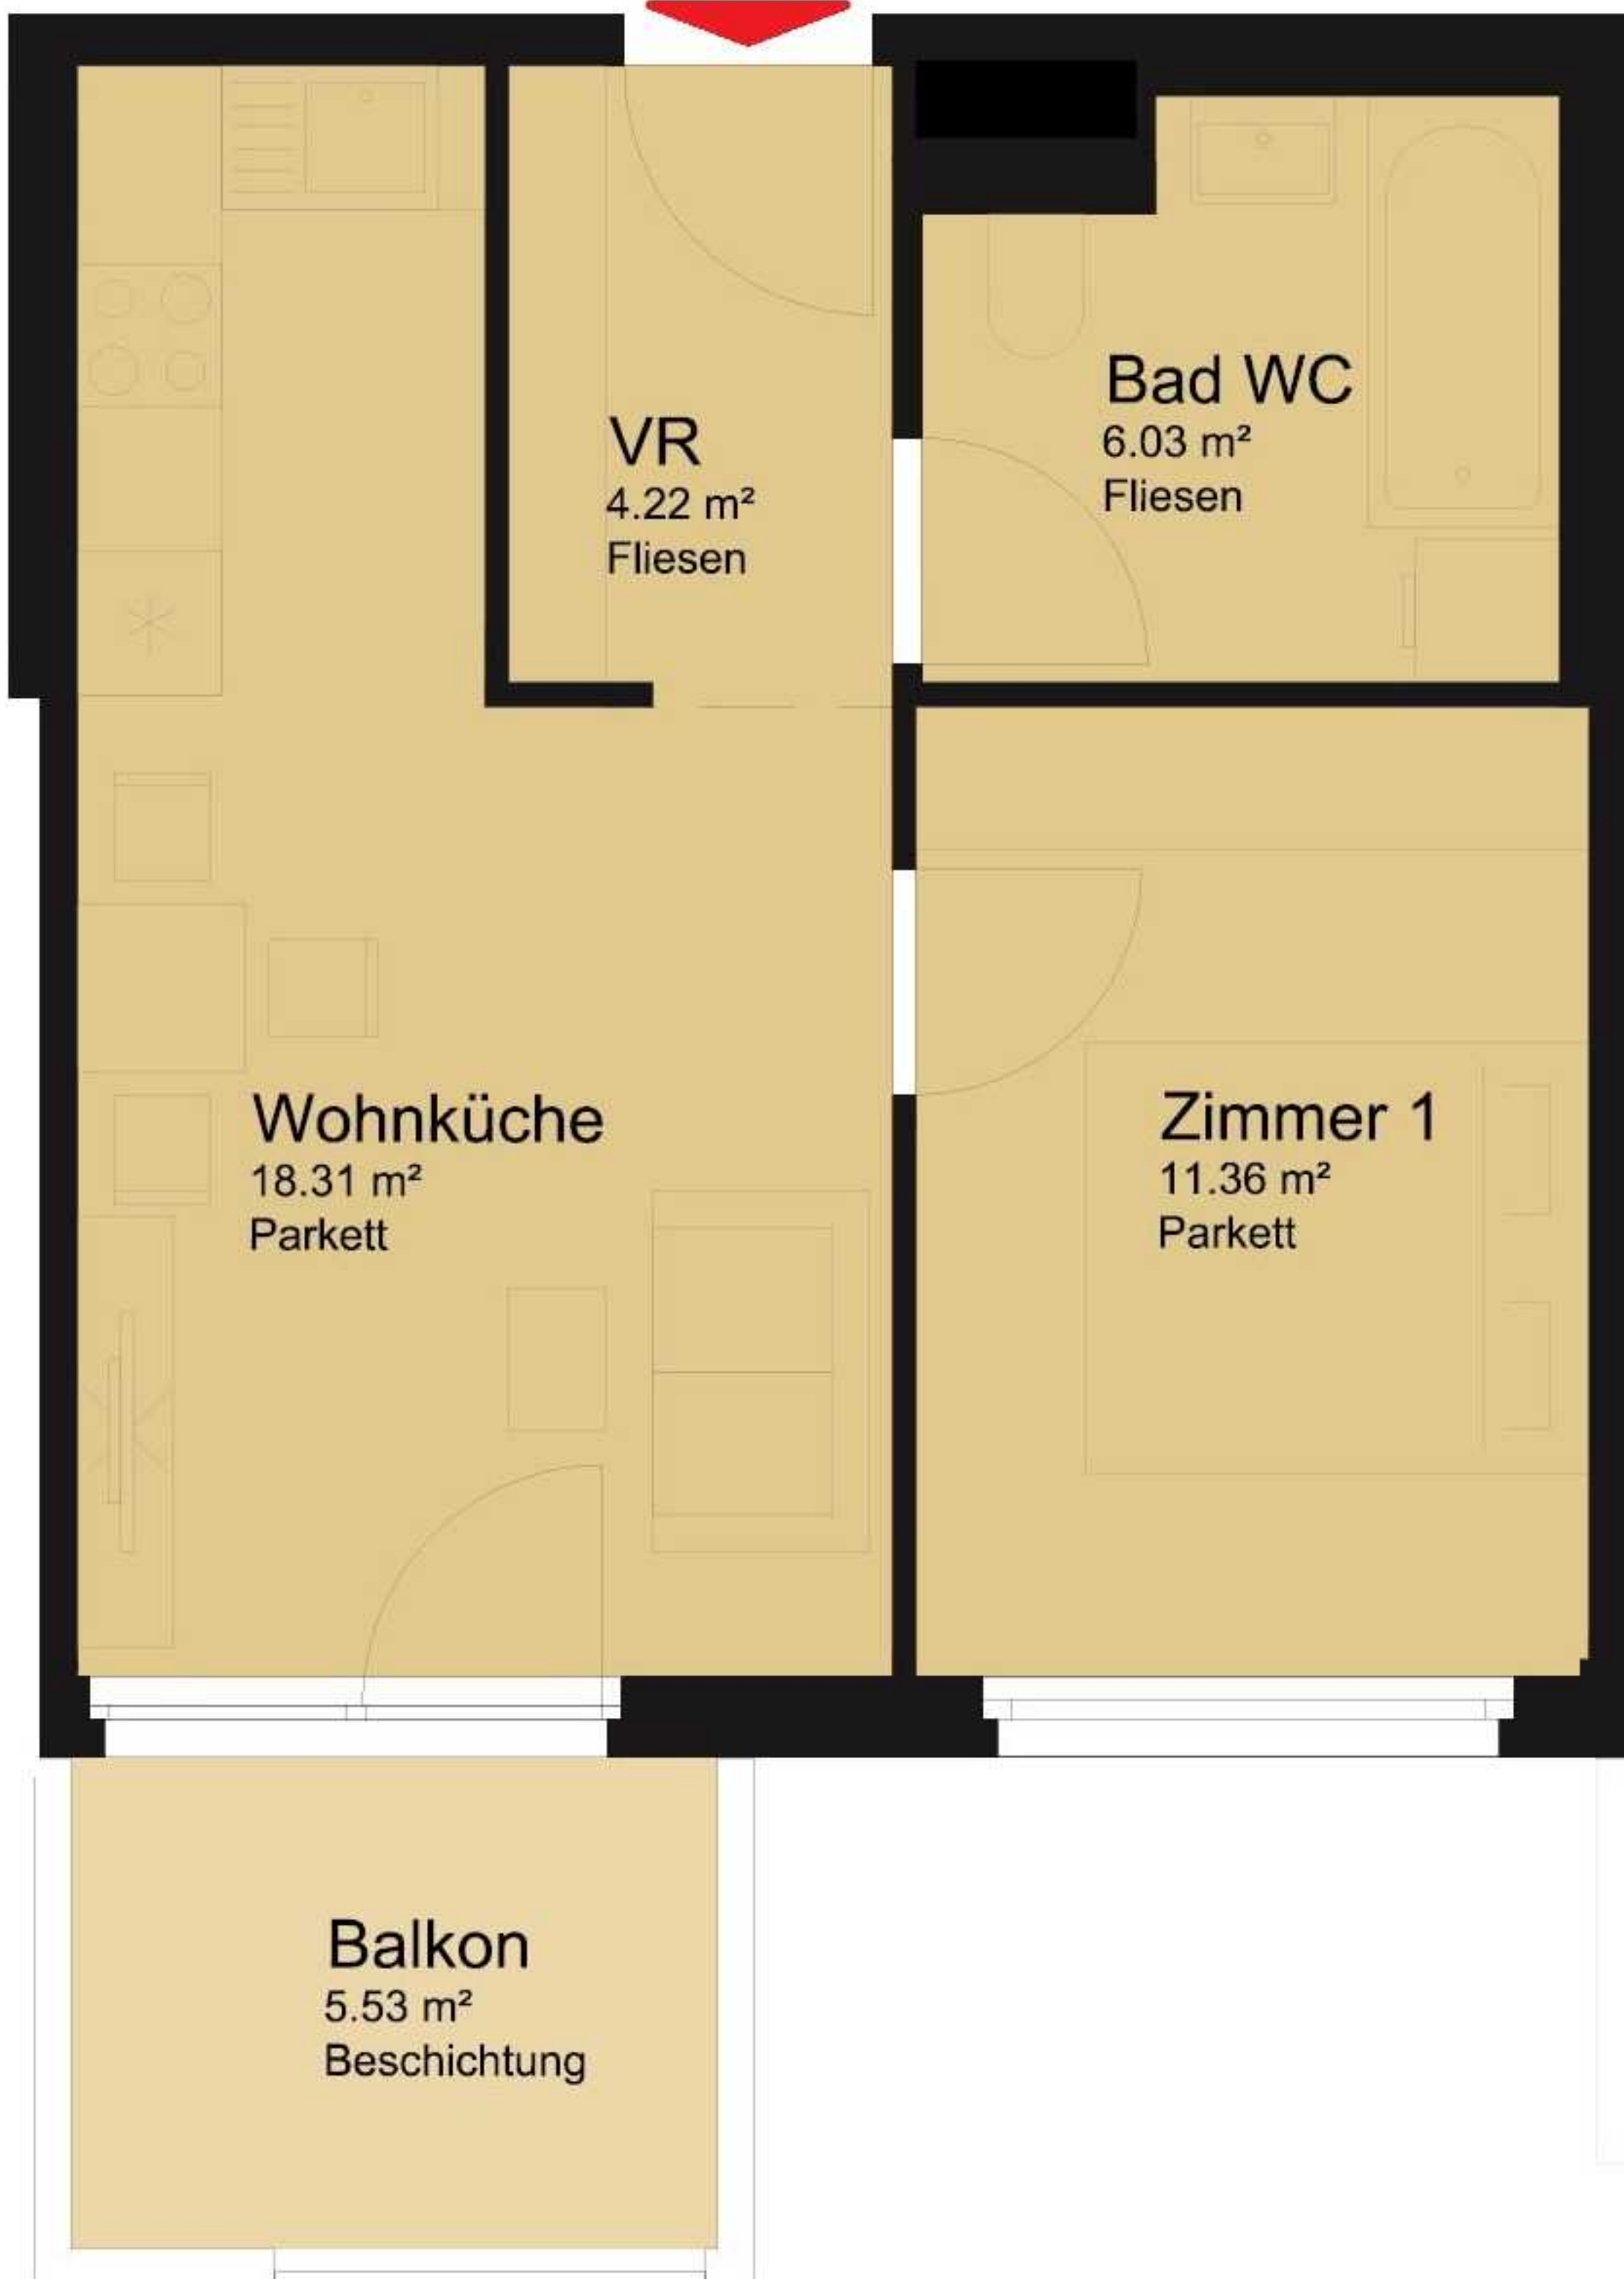 VR
4.22 m²
Fliesen
Bad WC
6.03 m²
Fliesen
Wohnküche
18.31 m²
Parkett
Zimmer 1
11.36 m²
Parkett
Balkon
5.53 m²
Beschichtung